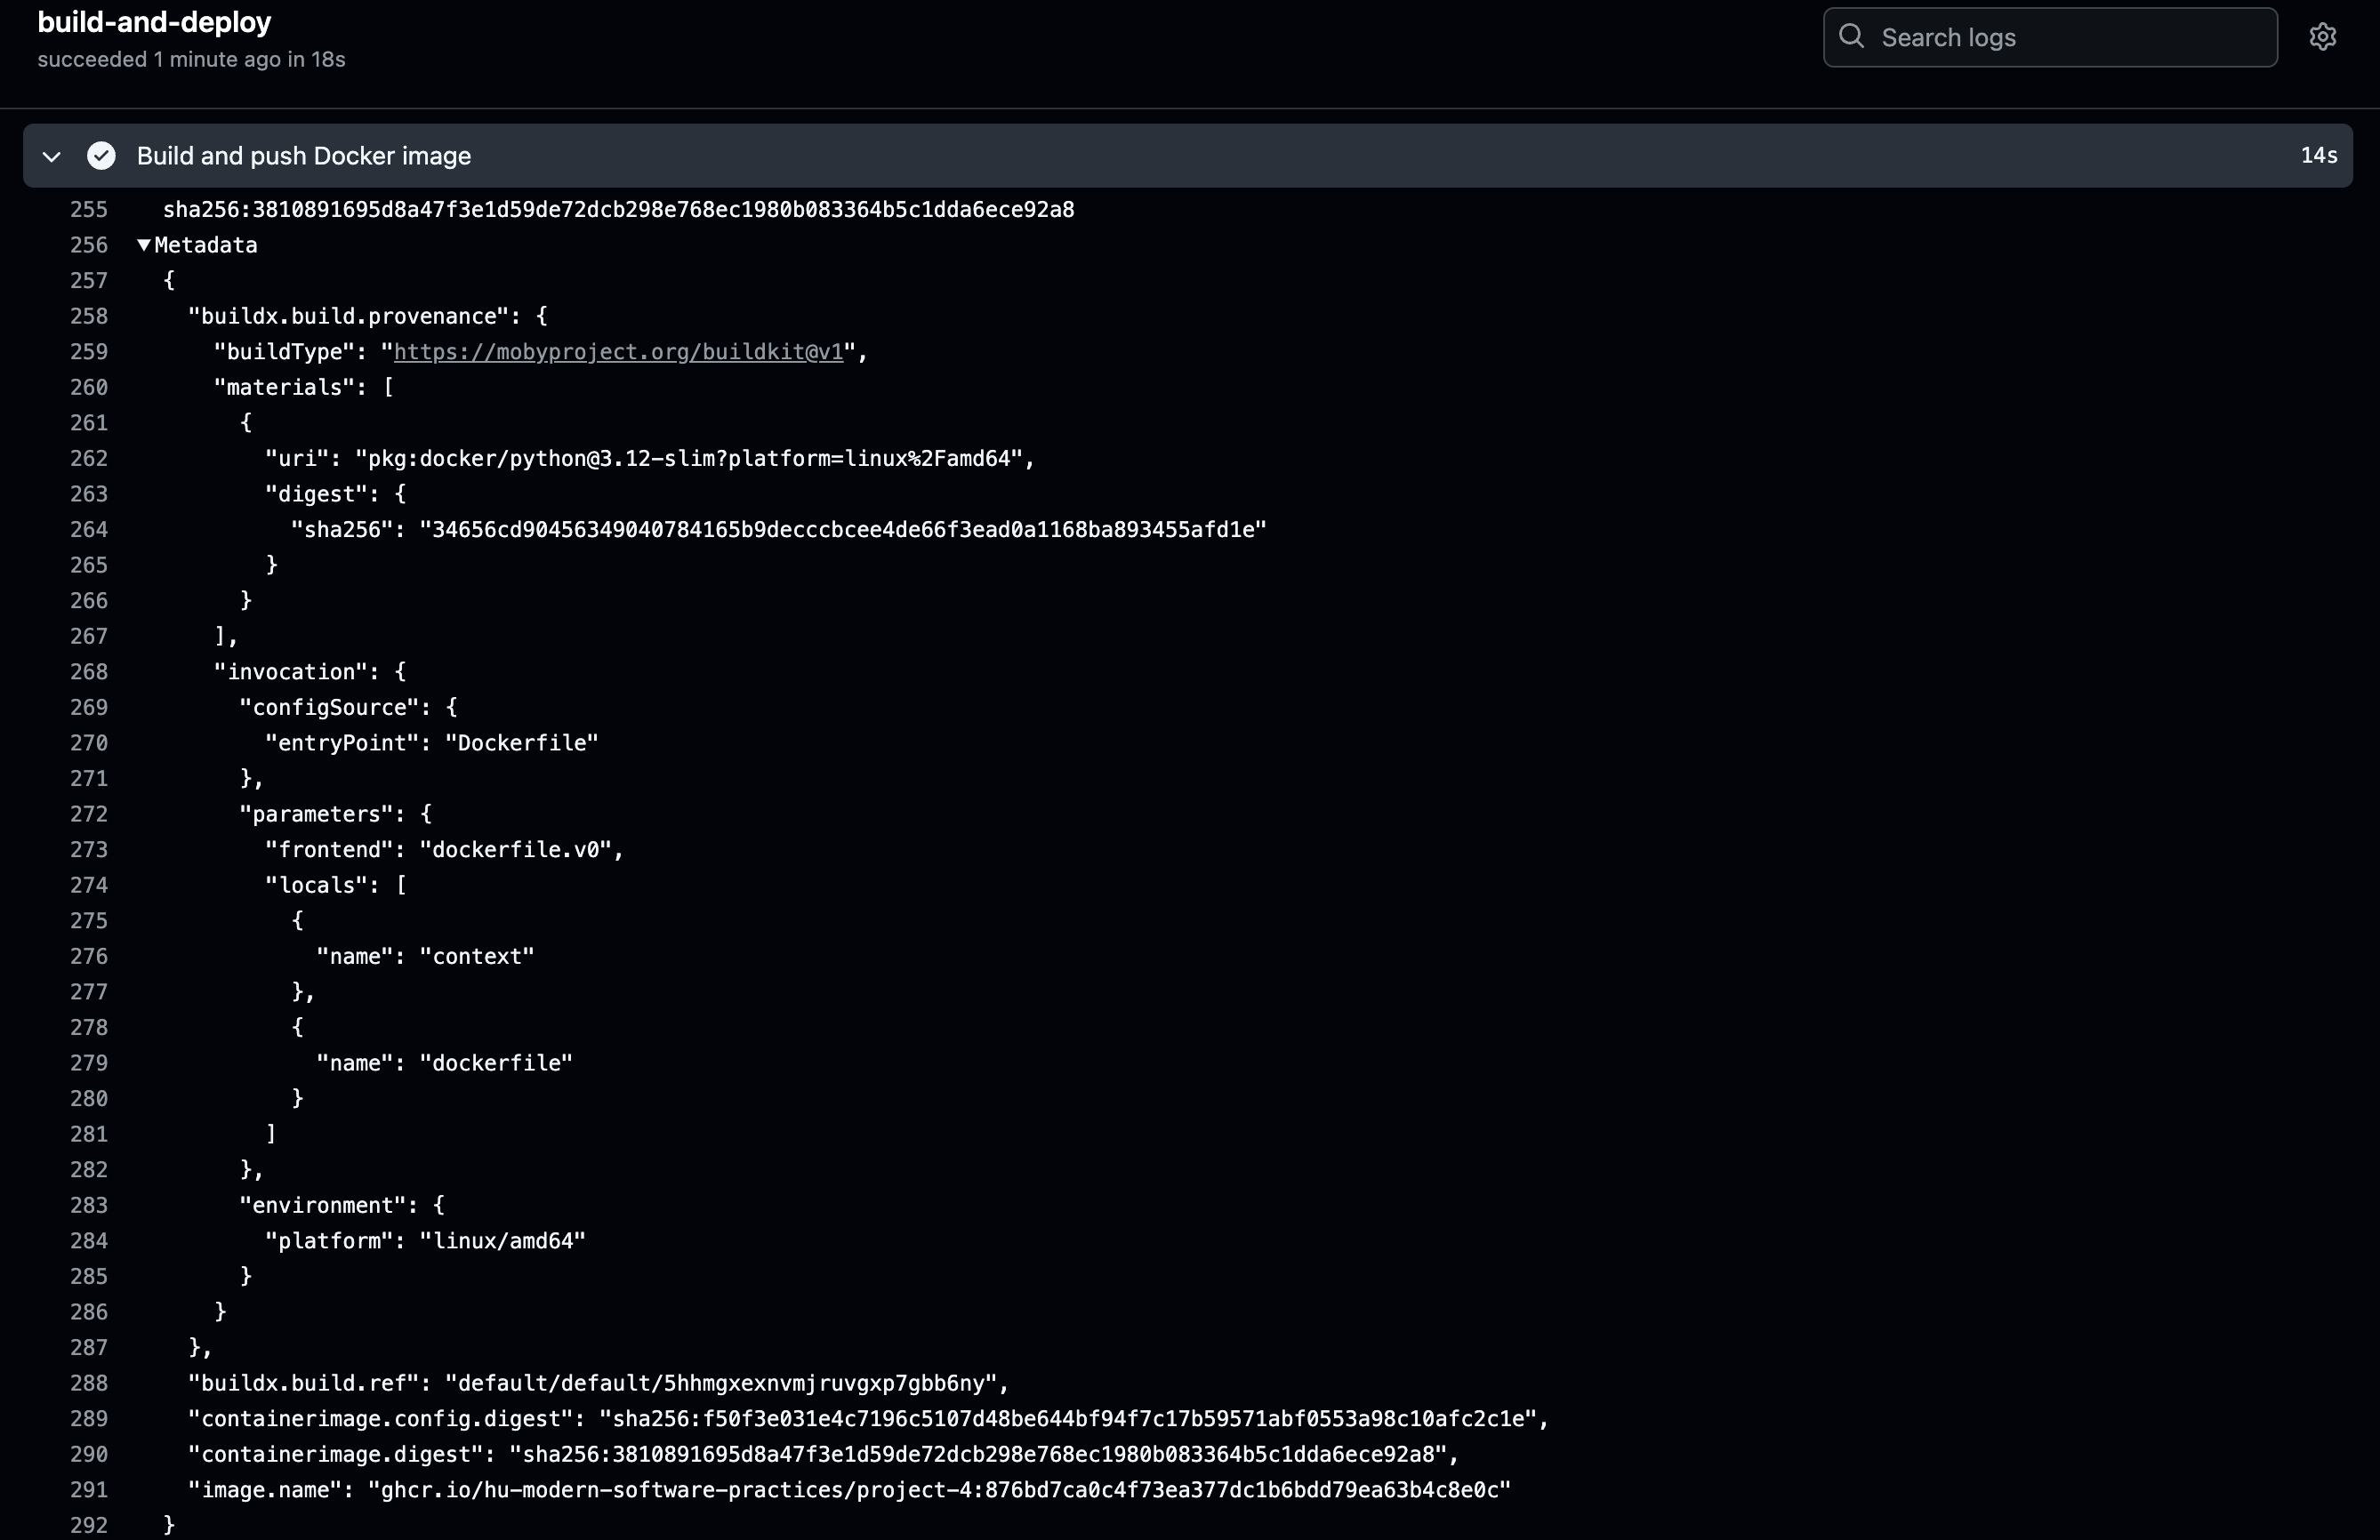 build-and-deploy
succeeded 1 minute ago in 18s
Search logs
Build and push Docker image 14s
255 sha256:3810891695d8a47f3e1d59de72dcb298e768ec1980b083364b5c1dda6ece92a8
256 ▼Metadata
257 {
258 "buildx.build.provenance": {
259 "buildType": "https://mobyproject.org/buildkit@v1",
260 "materials": [
261 {
262 "uri": "pkg:docker/python@3.12-slim?platform=linux%2Famd64",
263 "digest": {
264 "sha256": "34656cd90456349040784165b9decccbcee4de66f3ead0a1168ba893455afd1e"
265 }
266 }
267 ],
268 "invocation": {
269 "configSource": {
270 "entryPoint": "Dockerfile"
271 },
272 "parameters": {
273 "frontend": "dockerfile.v0",
274 "locals": [
275 {
276 "name": "context"
277 },
278 {
279 "name": "dockerfile"
280 }
281 ]
282 },
283 "environment": {
284 "platform": "linux/amd64"
285 }
286 }
287 },
288 "buildx.build.ref": "default/default/5hhmgxexnvmjruvgxp7gbb6ny",
289 "containerimage.config.digest": "sha256:f50f3e031e4c7196c5107d48be644bf94f7c17b59571abf0553a98c10afc2c1e",
290 "containerimage.digest": "sha256:3810891695d8a47f3e1d59de72dcb298e768ec1980b083364b5c1dda6ece92a8",
291 "image.name": "ghcr.io/hu-modern-software-practices/project-4:876bd7ca0c4f73ea377dc1b6bdd79ea63b4c8e0c"
292 }